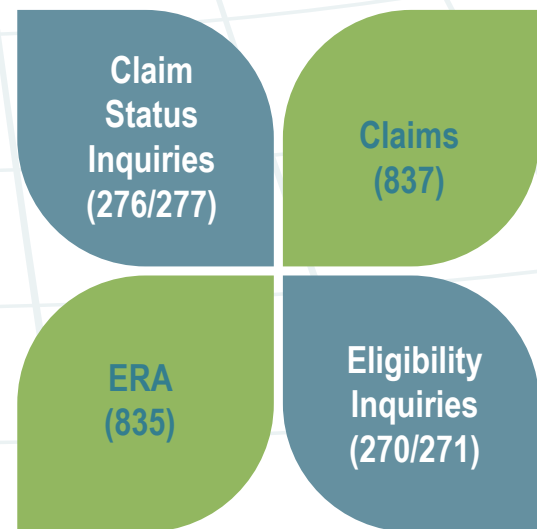 Claim
Status
Inquiries
(276/277)
Claims
(837)
ERA
(835)
Eligibility
Inquiries
(270/271)